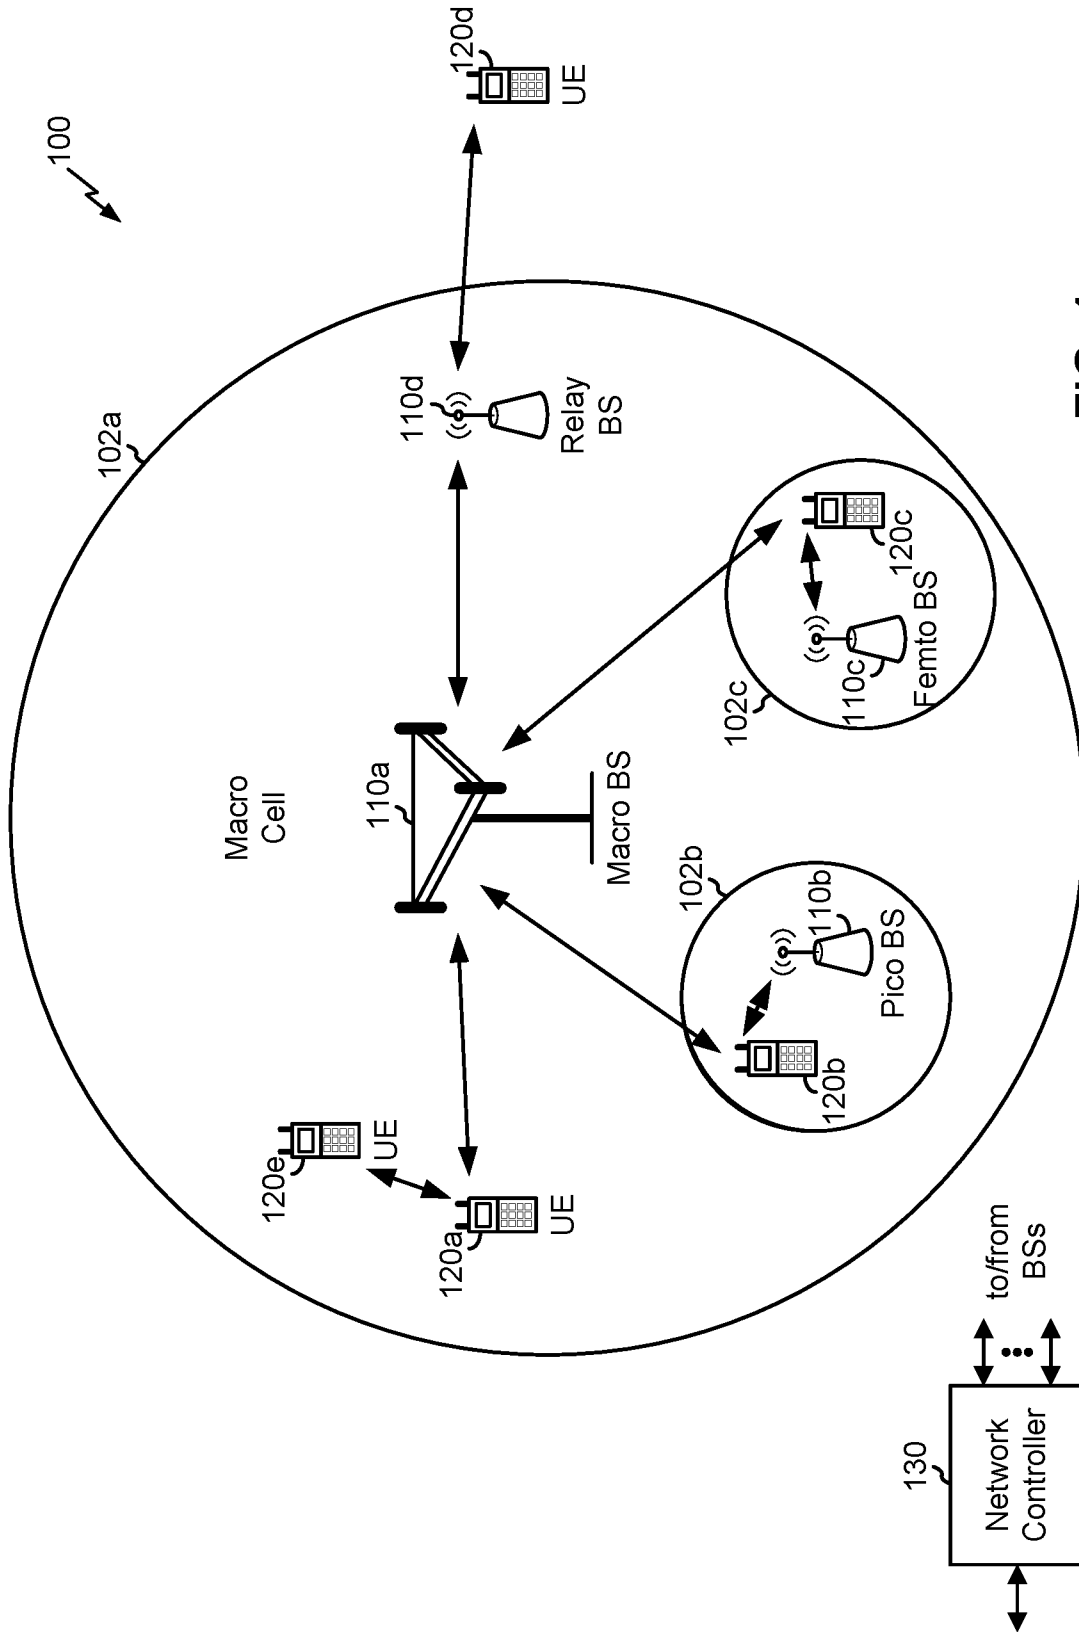 100
102a
Macro
Cell
110a
Macro BS
110d
Relay
BS
120d
UE
120e
UE
120a
UE
102b
110b
Pico BS
120b
102c
110c
Femto BS
120c
130
Network
Controller
to/from
BSs